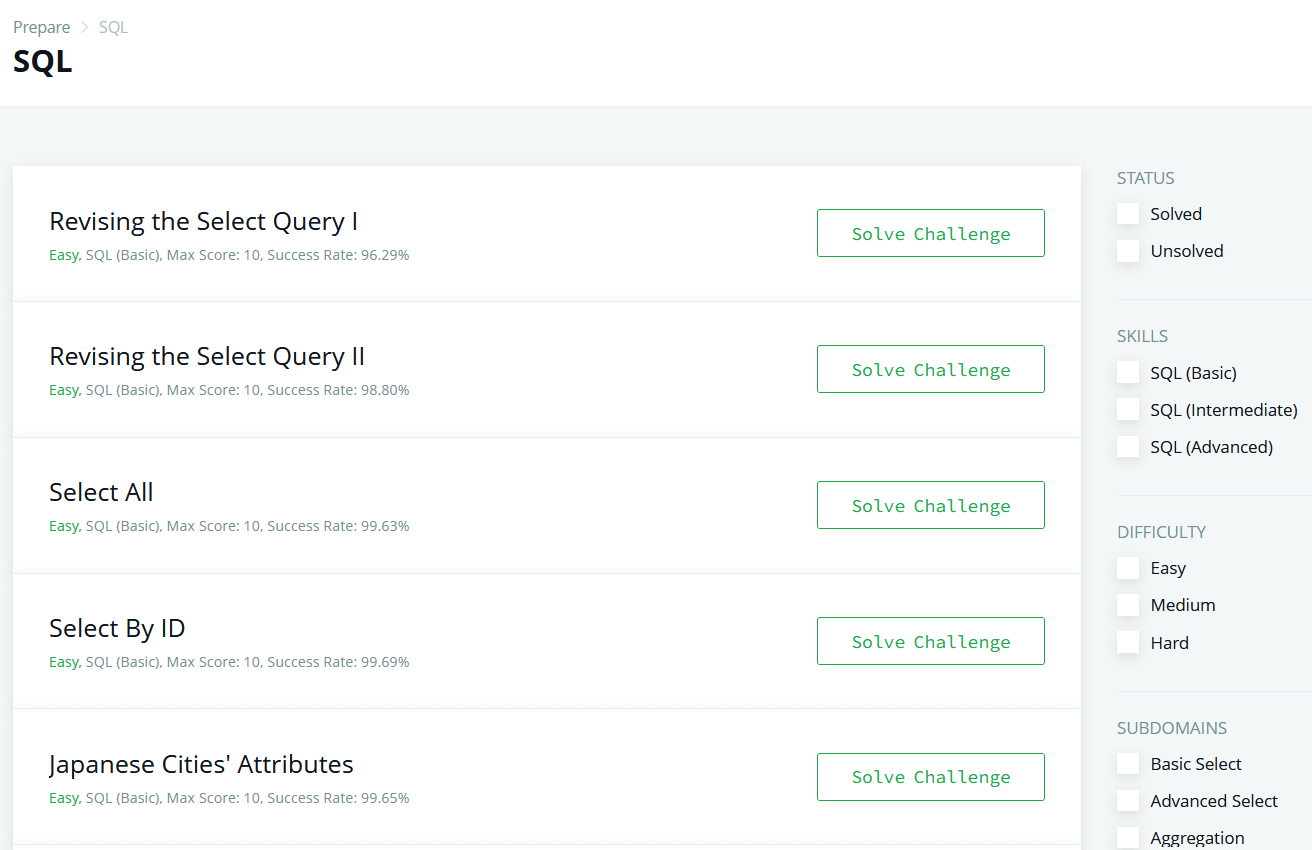 Prepare > SQL
SQL
Revising the Select Query I
Easy, SQL (Basic), Max Score: 10, Success Rate: 96.29%
Solve Challenge
Revising the Select Query II
Easy, SQL (Basic), Max Score: 10, Success Rate: 98.80%
Solve Challenge
Select All
Easy, SQL (Basic), Max Score: 10, Success Rate: 99.63%
Solve Challenge
Select By ID
Easy, SQL (Basic), Max Score: 10, Success Rate: 99.69%
Solve Challenge
Japanese Cities' Attributes
Easy, SQL (Basic), Max Score: 10, Success Rate: 99.65%
Solve Challenge
STATUS
Solved
Unsolved
SKILLS
SQL (Basic)
SQL (Intermediate)
SQL (Advanced)
DIFFICULTY
Easy
Medium
Hard
SUBDOMAINS
Basic Select
Advanced Select
Aggregation